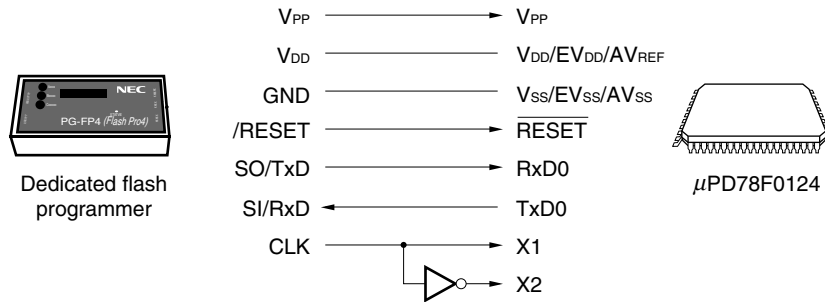 VPP VPP
VDD VDD/EVDD/AVREF
GND VSS/EVSS/AVSS
/RESET RESET
SO/TxD RxD0
SI/RxD TxD0
CLK X1
X2
NEC
PG-FP4 (Flash Pro4)
Dedicated flash
programmer
μPD78F0124